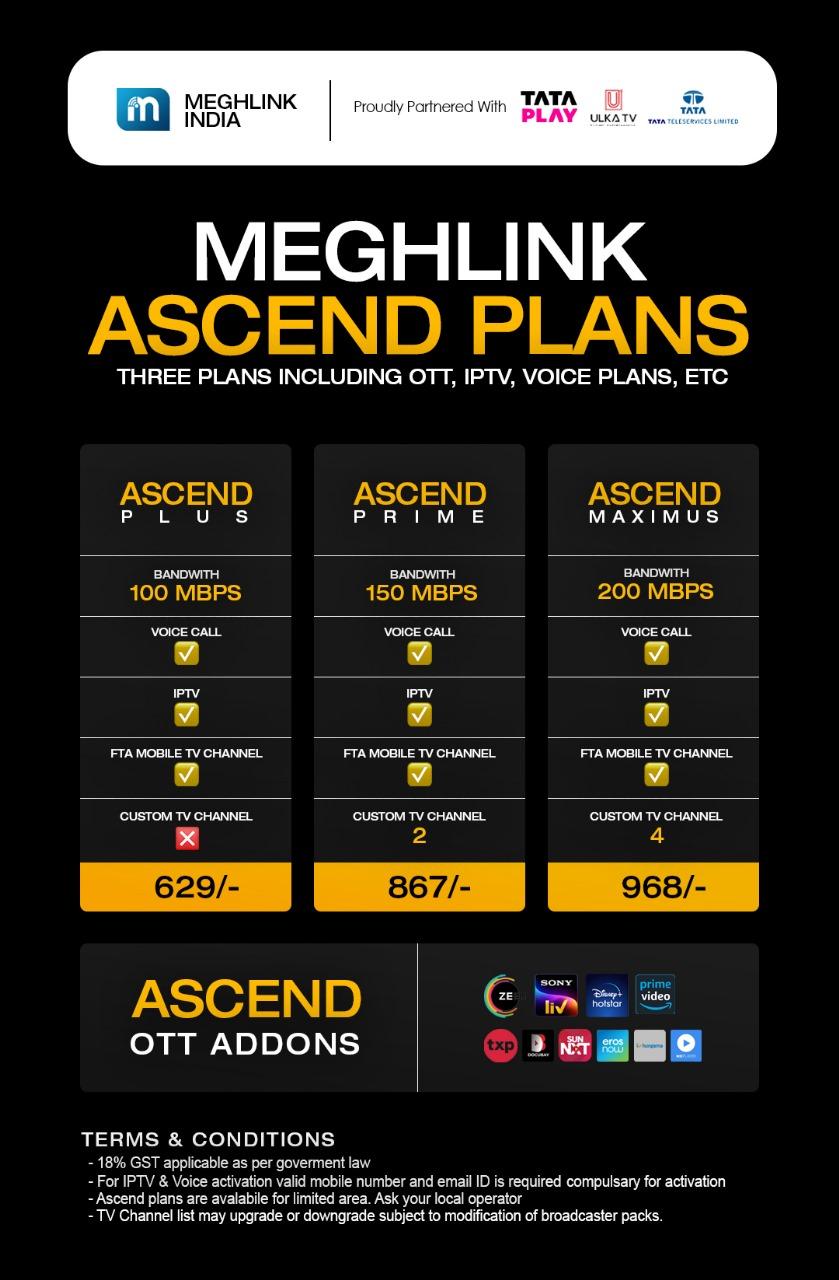 MEGHLINK
INDIA
Proudly Partnered With
TATA
PLAY
ULKA TV
TATA
TATA TELESERVICES LIMITED
MEGHLINK
ASCEND PLANS
THREE PLANS INCLUDING OTT, IPTV, VOICE PLANS, ETC
ASCEND
PLUS
BANDWITH
100 MBPS
VOICE CALL
IPTV
FTA MOBILE TV CHANNEL
CUSTOM TV CHANNEL
629/-
ASCEND
PRIME
BANDWITH
150 MBPS
VOICE CALL
IPTV
FTA MOBILE TV CHANNEL
CUSTOM TV CHANNEL
2
867/-
ASCEND
MAXIMUS
BANDWITH
200 MBPS
VOICE CALL
IPTV
FTA MOBILE TV CHANNEL
CUSTOM TV CHANNEL
4
968/-
ASCEND
OTT ADDONS
ZEE
SONY
liv
Disney+
hotstar
prime
video
txp
DOCUBAY
SUN
NXT
eros
now
TERMS & CONDITIONS
- 18% GST applicable as per goverment law
- For IPTV & Voice activation valid mobile number and email ID is required compulsary for activation
- Ascend plans are avalabile for limited area. Ask your local operator
- TV Channel list may upgrade or downgrade subject to modification of broadcaster packs.